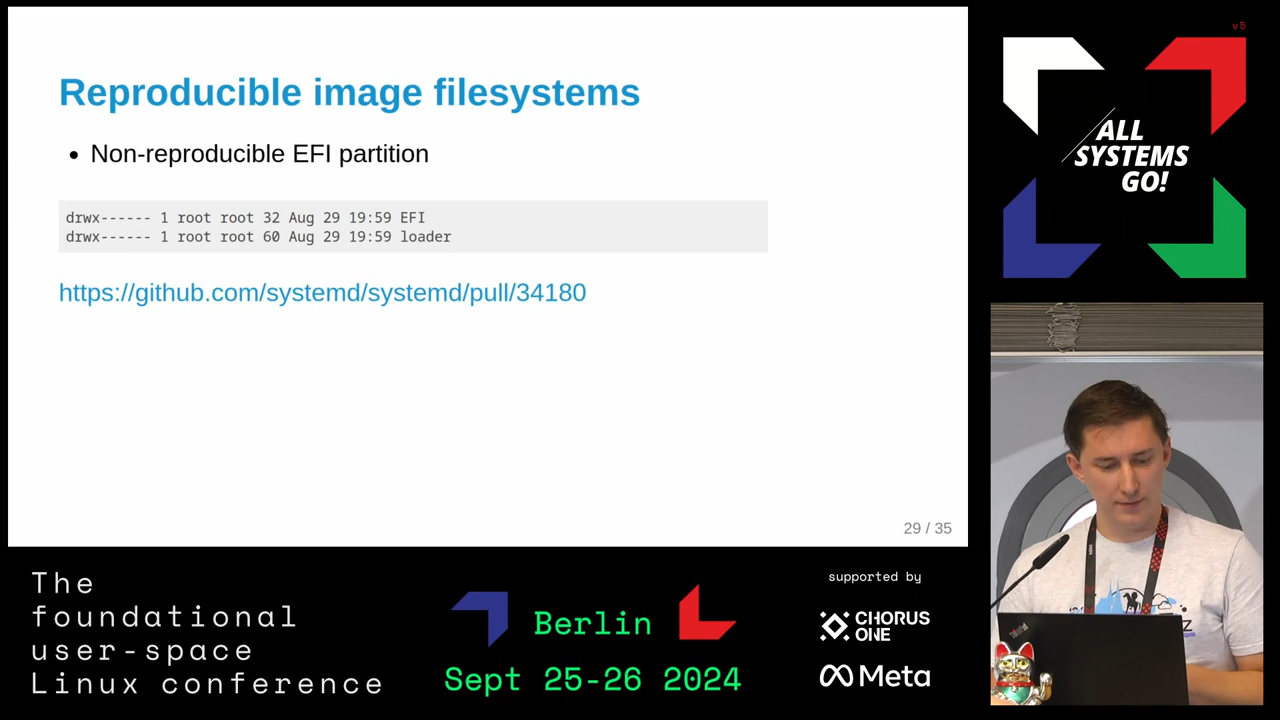 Reproducible image filesystems
• Non-reproducible EFI partition
drwx------ 1 root root 32 Aug 29 19:59 EFI
drwx------ 1 root root 60 Aug 29 19:59 loader
https://github.com/systemd/systemd/pull/34180
29 / 35
v5
ALL
SYSTEMS
GO!
The
foundational
user-space
Linux conference
Berlin
Sept 25-26 2024
supported by
CHORUS
ONE
Meta